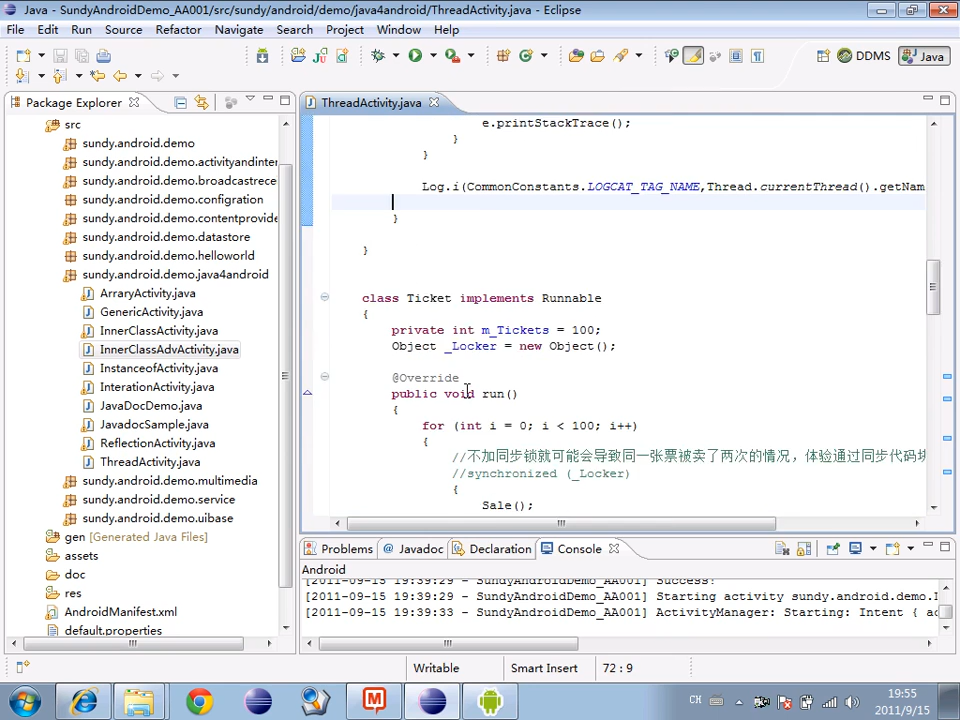 Java - SundyAndroidDemo_AA001/src/sundy/android/demo/java4android/ThreadActivity.java - Eclipse
File Edit Run Source Refactor Navigate Search Project Window Help
DDMS Java
Package Explorer
ThreadActivity.java
src
sundy.android.demo
sundy.android.demo.activityandinter
sundy.android.demo.broadcastrece
sundy.android.demo.configration
sundy.android.demo.contentprovide
sundy.android.demo.datastore
sundy.android.demo.helloworld
sundy.android.demo.java4android
ArraryActivity.java
GenericActivity.java
InnerClassActivity.java
InnerClassAdvActivity.java
InstanceofActivity.java
InterationActivity.java
JavaDocDemo.java
JavadocSample.java
ReflectionActivity.java
ThreadActivity.java
sundy.android.demo.multimedia
sundy.android.demo.service
sundy.android.demo.uibase
gen [Generated Java Files]
assets
doc
res
AndroidManifest.xml
default.properties
e.printStackTrace();
}
}
Log.i(CommonConstants.LOGCAT_TAG_NAME,Thread.currentThread().getNam
}
}
class Ticket implements Runnable
{
private int m_Tickets = 100;
Object _Locker = new Object();
@Override
public void run()
{
for (int i = 0; i < 100; i++)
{
//不加同步锁就可能会导致同一张票被卖了两次的情况，体验通过同步代码块
//synchronized (_Locker)
{
Sale();
Problems Javadoc Declaration Console
Android
[2011-09-15 19:39:29 - SundyAndroidDemo_AA001] Success!
[2011-09-15 19:39:29 - SundyAndroidDemo_AA001] Starting activity sundy.android.demo.
[2011-09-15 19:39:33 - SundyAndroidDemo_AA001] ActivityManager: Starting: Intent { a
Writable Smart Insert 72 : 9
CH
19:55
2011/9/15